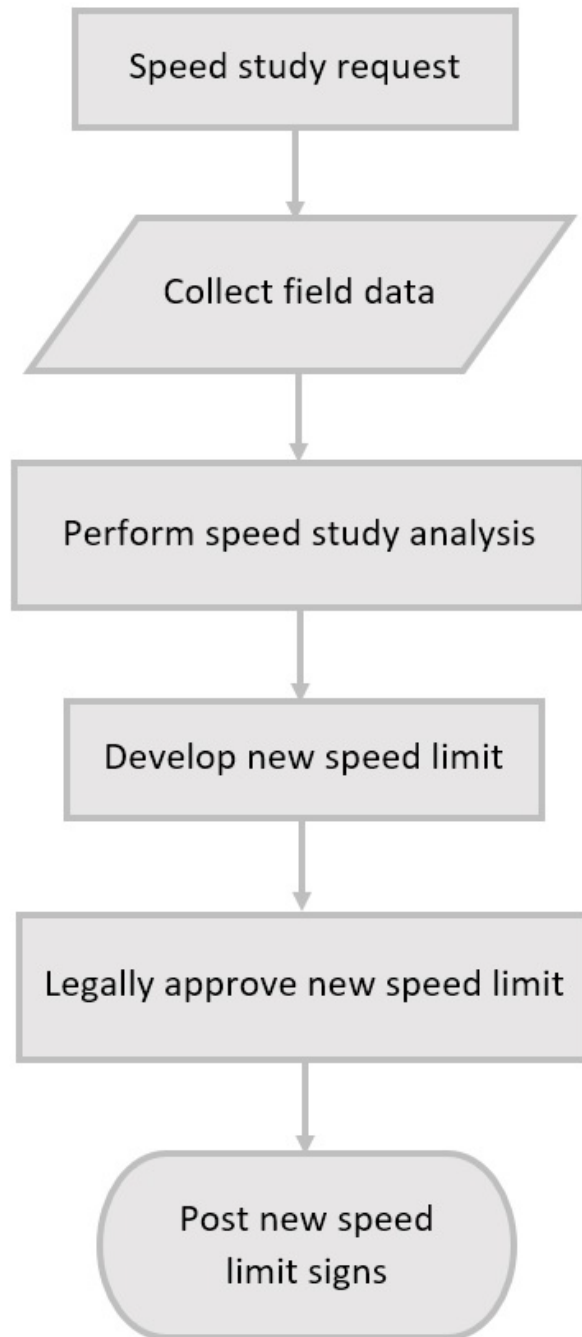 Speed study request
Collect field data
Perform speed study analysis
Develop new speed limit
Legally approve new speed limit
Post new speed
limit signs